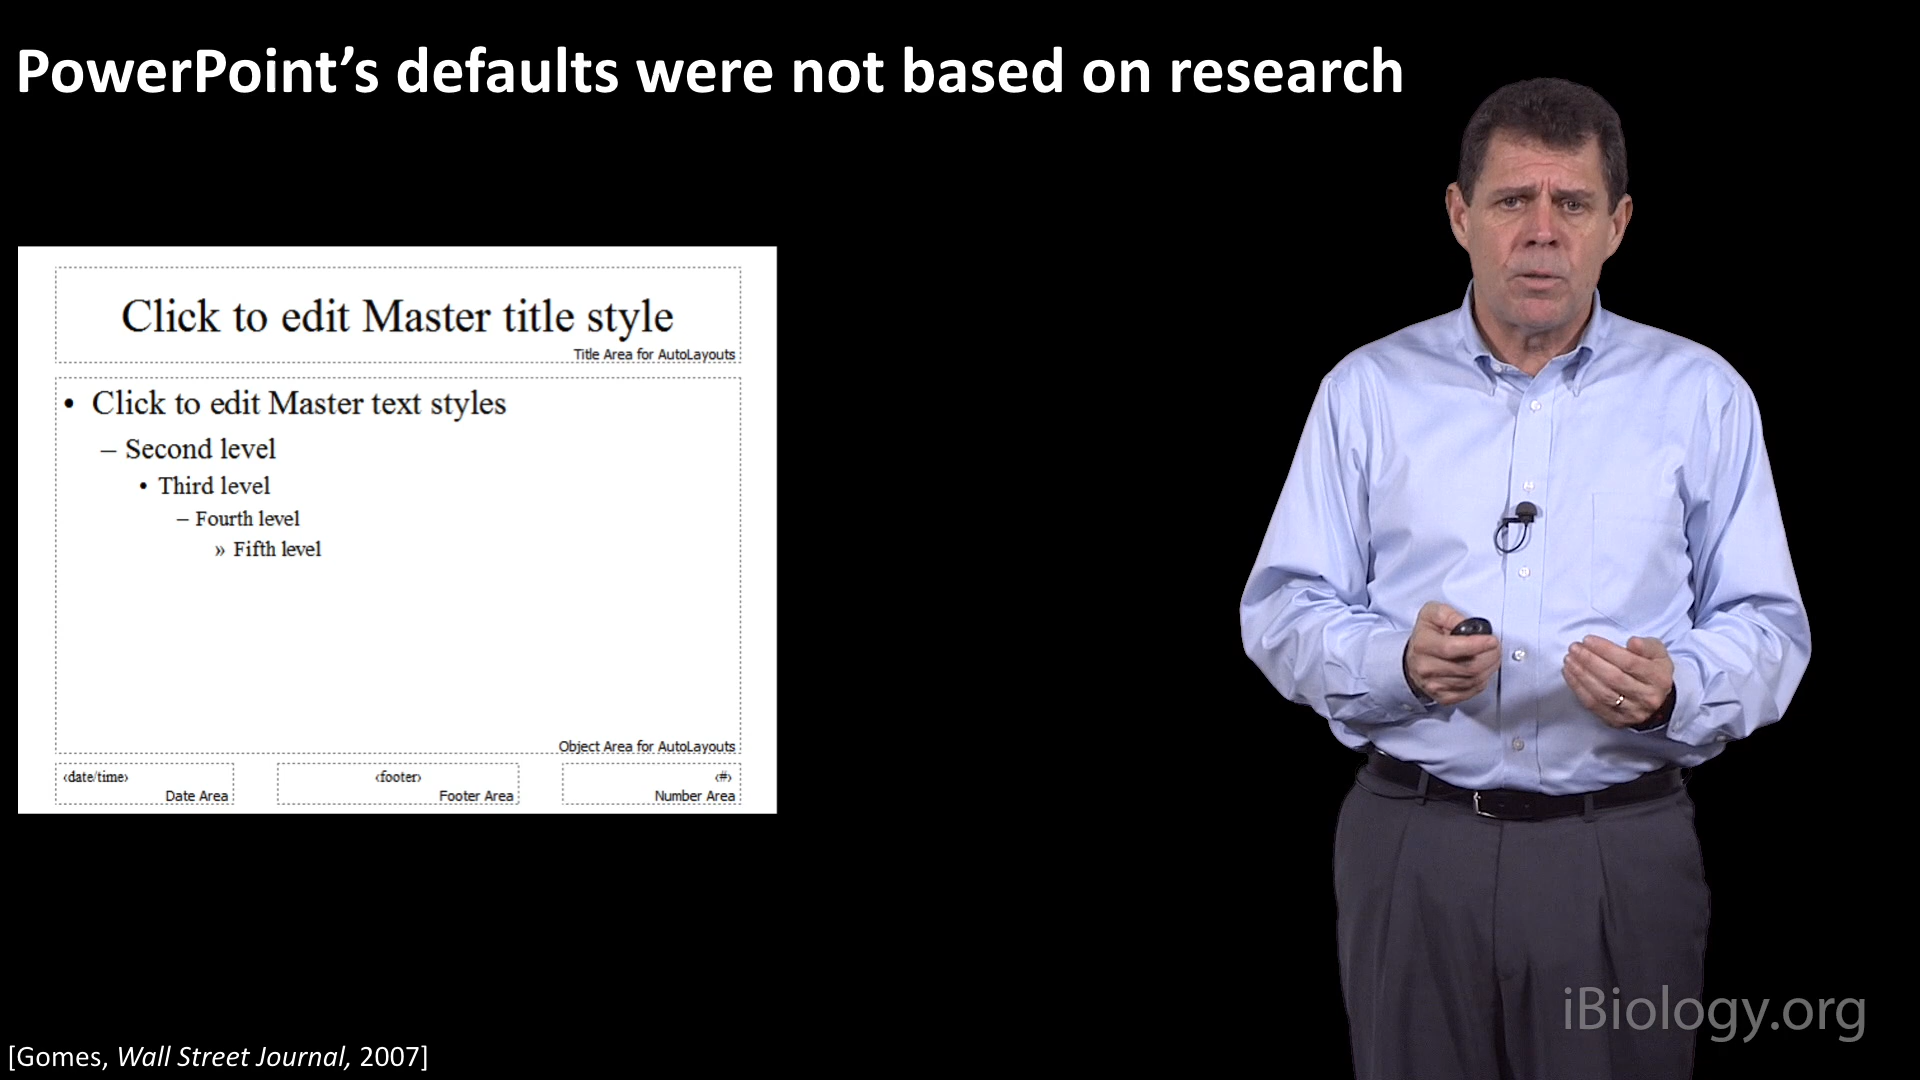 PowerPoint’s defaults were not based on research
Click to edit Master title style
Title Area for AutoLayouts
• Click to edit Master text styles
– Second level
• Third level
– Fourth level
» Fifth level
Object Area for AutoLayouts
‹date/time›
Date Area
‹footer›
Footer Area
‹#›
Number Area
iBiology.org
[Gomes, Wall Street Journal, 2007]